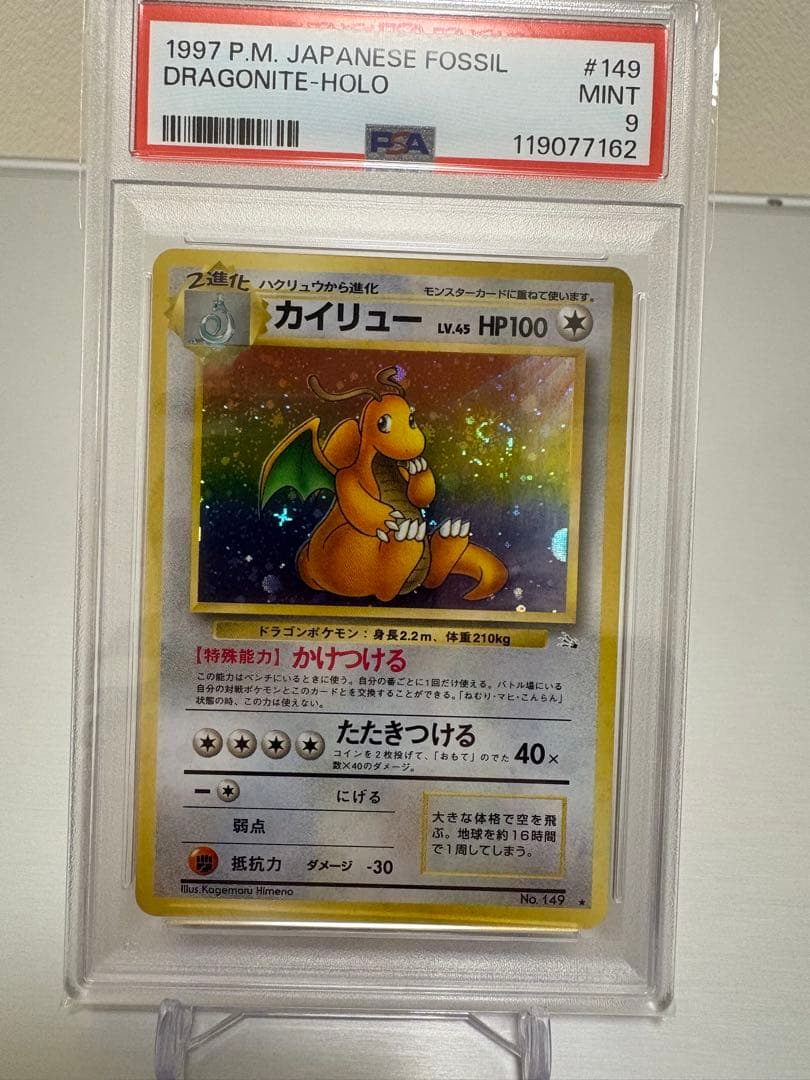 1997 P.M. JAPANESE FOSSIL #149
DRAGONITE-HOLO MINT
9
PSA 119077162
2進化 ハクリュウから進化 モンスターカードに重ねて使います。
カイリュー LV.45 HP100
ドラゴンポケモン：身長2.2m、体重210kg
【特殊能力】かけつける
この能力はベンチにいるときに使う。自分の番ごとに1回だけ使える。バトル場にいる
自分の対戦ポケモンとこのカードとを交換することができる。「ねむり・マヒ・こんらん」
状態の時、この力は使えない。
たたきつける
コインを2枚投げて、「おもて」のでた 40×
数×40のダメージ。
− にげる
弱点
抵抗力 ダメージ -30
大きな体格で空を飛
ぶ。地球を約16時間
で1周してしまう。
Illus.Kagemaru Himeno
No. 149 ★